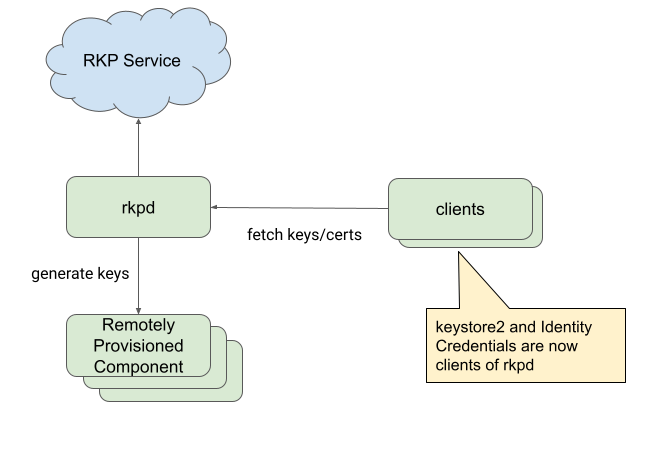 RKP Service
rkpd
clients
fetch keys/certs
generate keys
Remotely
Provisioned
Component
keystore2 and Identity
Credentials are now
clients of rkpd